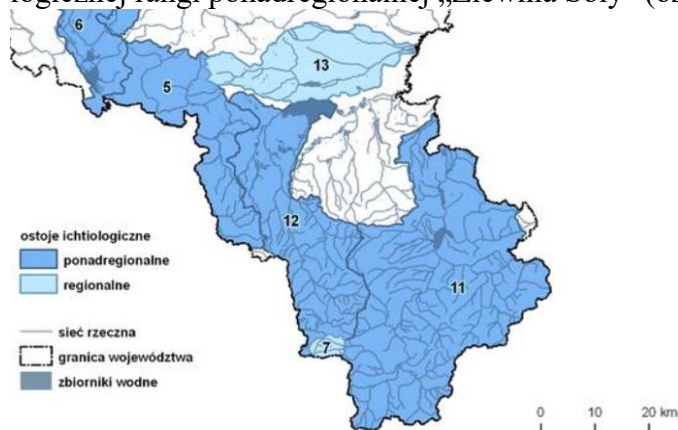 logicznej rangi ponadregionalnej „Zlewnia Soły" (oz
6
13
5
12
11
7
ostoje ichtiologiczne
ponadregionalne
regionalne
sieć rzeczna
granica województwa
zbiorniki wodne
0 10 20 km